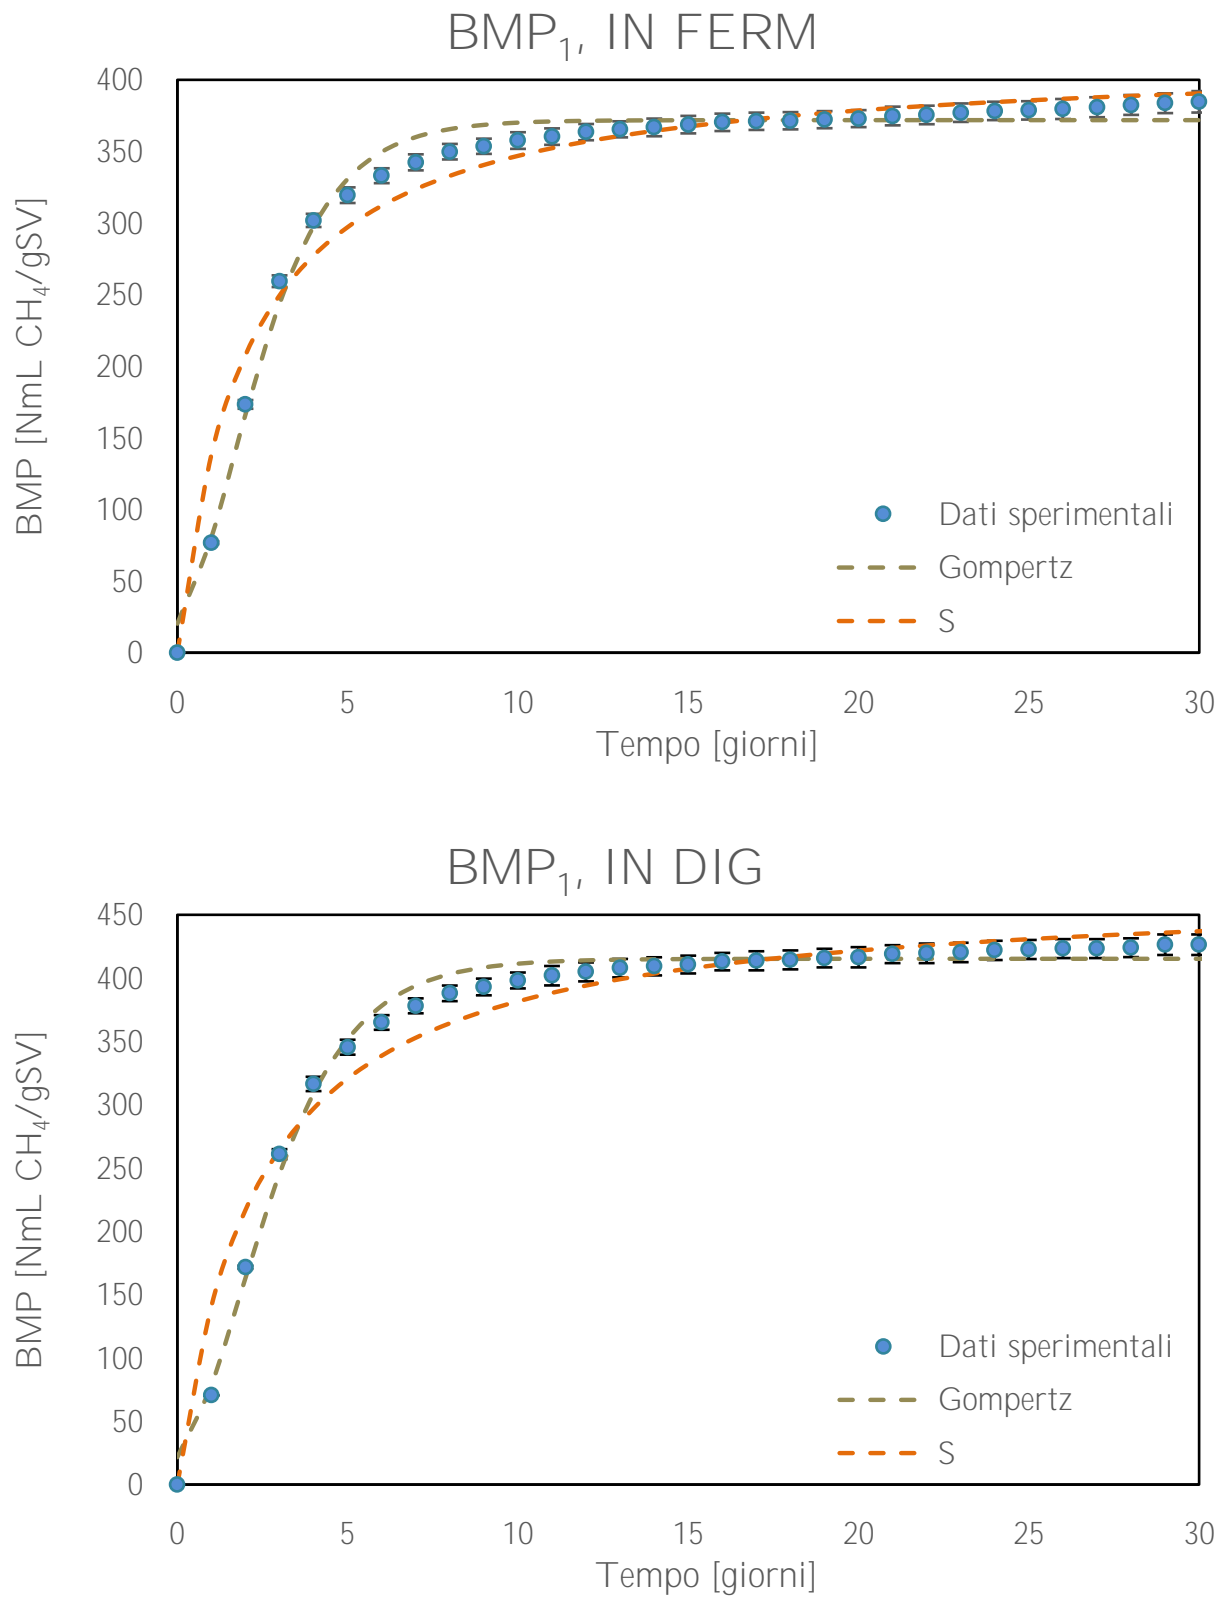 BMP₁, IN FERM
400
350
300
250
200
150
100
50
0
BMP [NmL CH₄/gSV]
Dati sperimentali
Gompertz
S
0 5 10 15 20 25 30
Tempo [giorni]
BMP₁, IN DIG
450
400
350
300
250
200
150
100
50
0
BMP [NmL CH₄/gSV]
Dati sperimentali
Gompertz
S
0 5 10 15 20 25 30
Tempo [giorni]